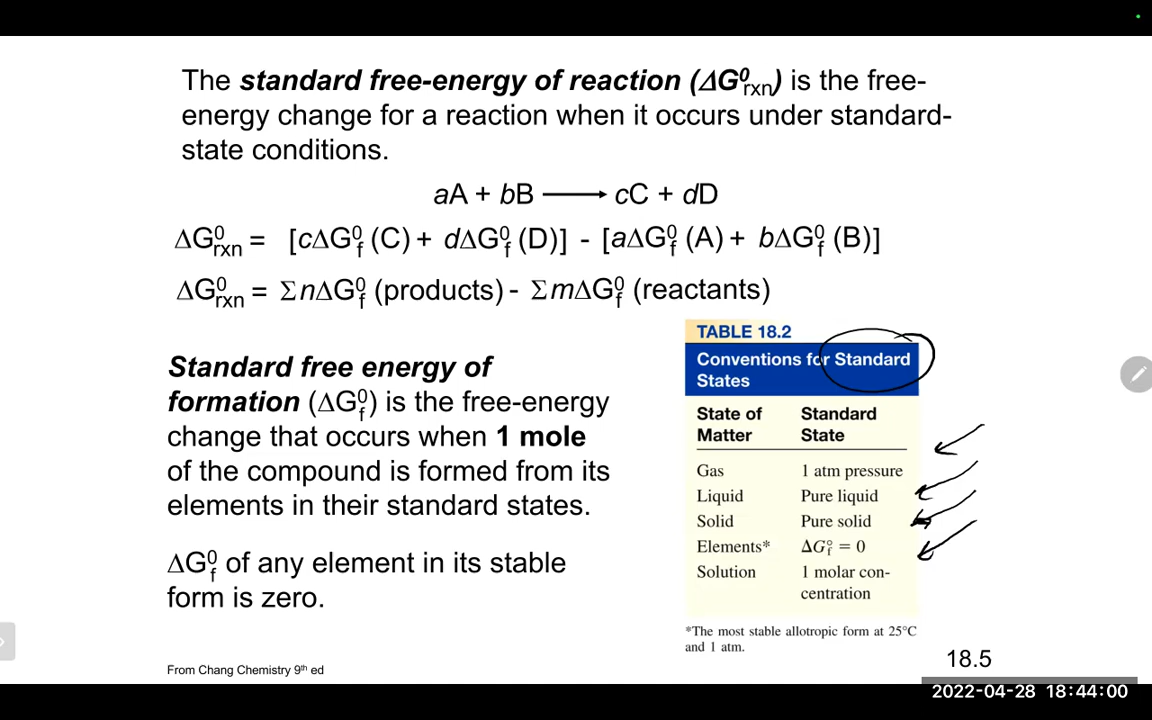 The standard free-energy of reaction (ΔG⁰rxn) is the free-
energy change for a reaction when it occurs under standard-
state conditions.
aA + bB ⟶ cC + dD
ΔG⁰rxn = [cΔG⁰f (C) + dΔG⁰f (D)] - [aΔG⁰f (A) + bΔG⁰f (B)]
ΔG⁰rxn = ΣnΔG⁰f (products) - ΣmΔG⁰f (reactants)
Standard free energy of
formation (ΔG⁰f) is the free-energy
change that occurs when 1 mole
of the compound is formed from its
elements in their standard states.
ΔG⁰f of any element in its stable
form is zero.
TABLE 18.2
Conventions for Standard
States
State of Standard
Matter State
Gas 1 atm pressure
Liquid Pure liquid
Solid Pure solid
Elements* ΔG°f = 0
Solution 1 molar con-
centration
*The most stable allotropic form at 25°C
and 1 atm.
18.5
From Chang Chemistry 9th ed
2022-04-28 18:44:00